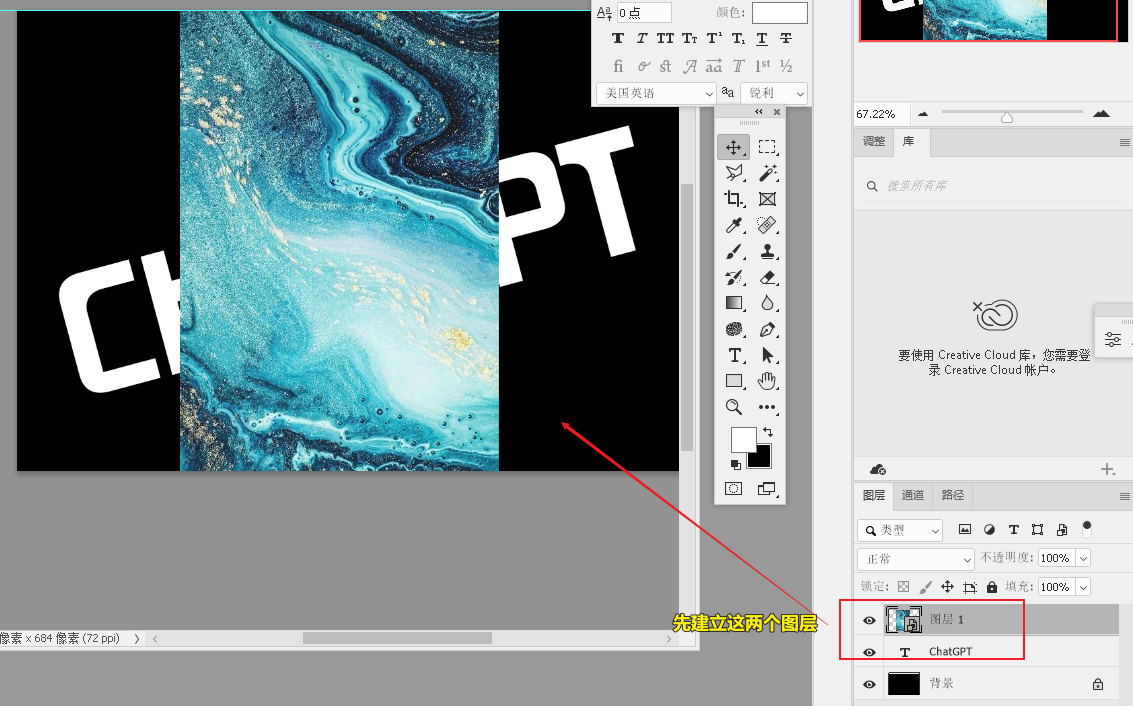 0 点
颜色:
T T TT Tr T¹ T₁ T T
fi st A aa T 1st ½
美国英语
aa
锐利
Ch PT
67.22%
调整
库
搜索所有库
要使用 Creative Cloud 库，您需要登
录 Creative Cloud 帐户。
图层
通道
路径
类型
正常
不透明度:
100%
锁定:
填充:
100%
图层 1
ChatGPT
背景
先建立这两个图层
像素 x 684 像素 (72 ppi)